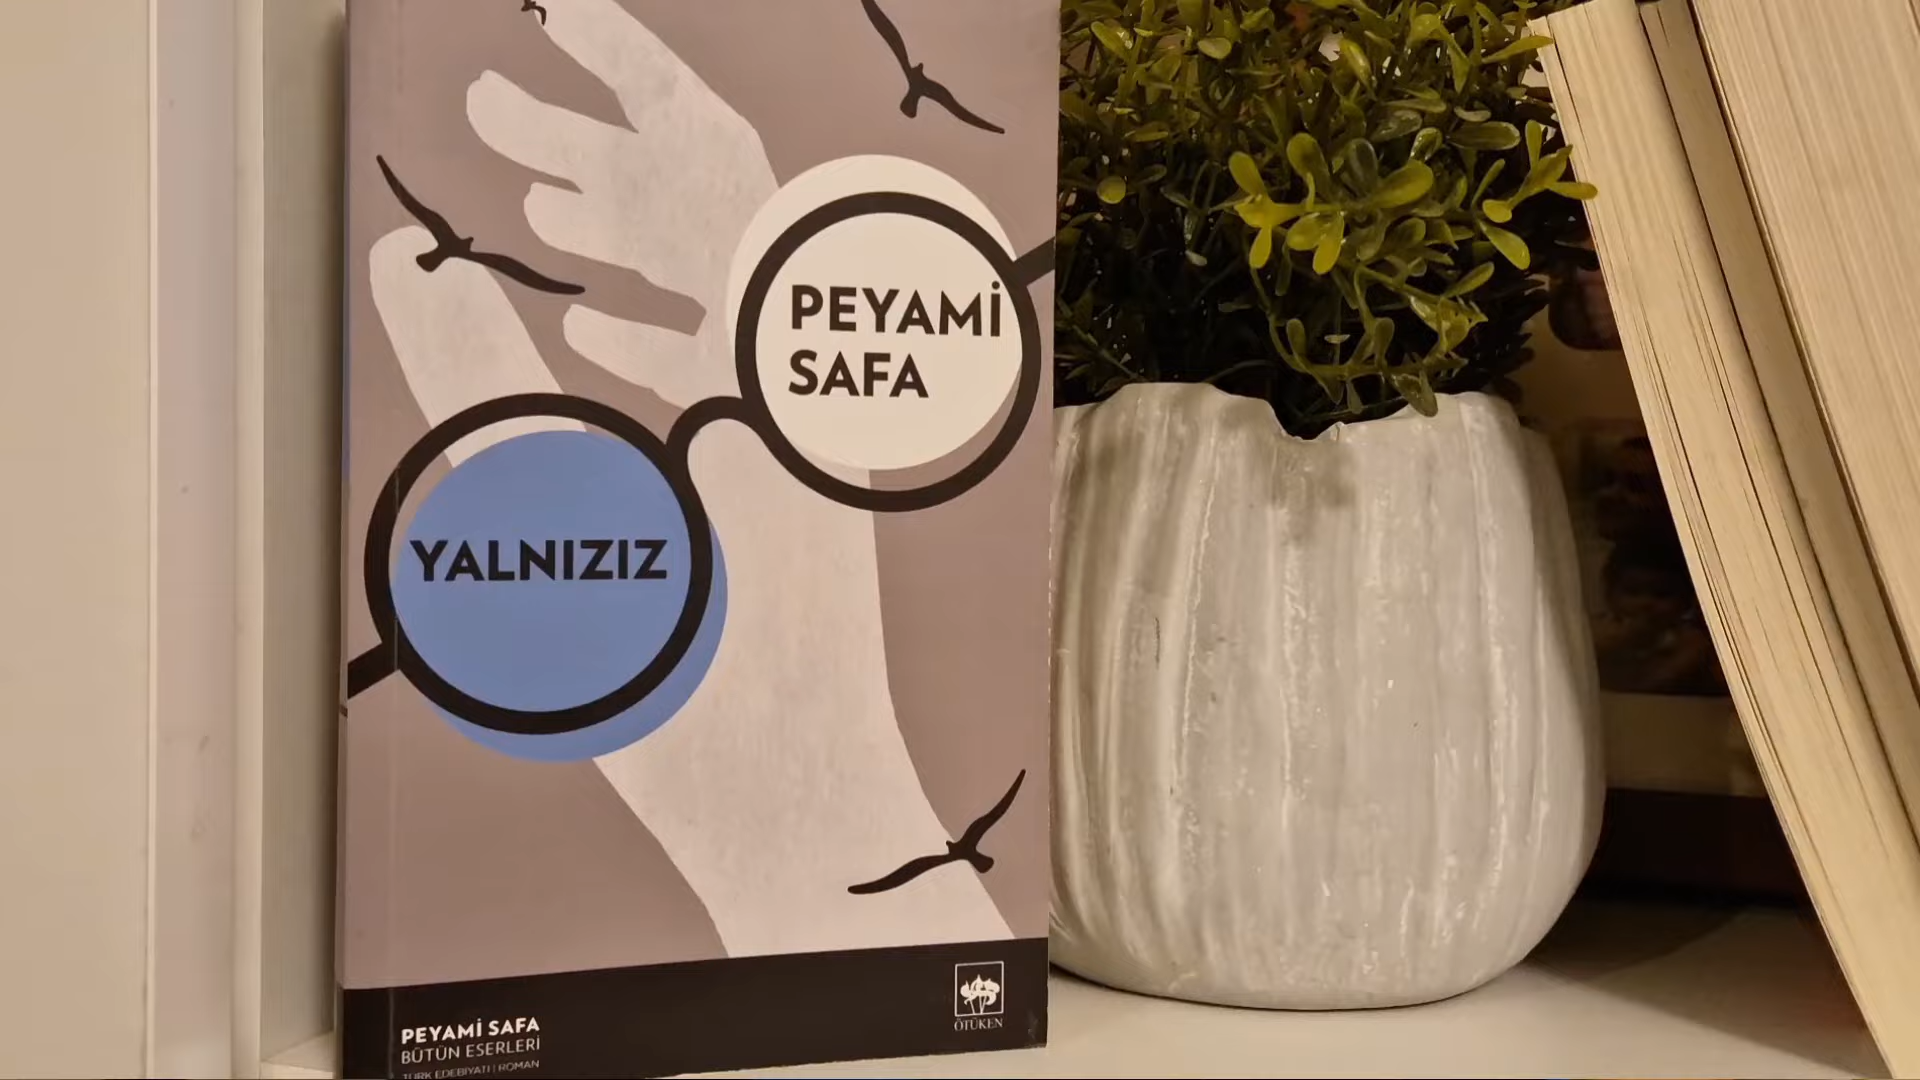 PEYAMİ
SAFA
YALNIZIZ
ÖTÜKEN
PEYAMİ SAFA
BÜTÜN ESERLERİ
TÜRK EDEBİYATI | ROMAN